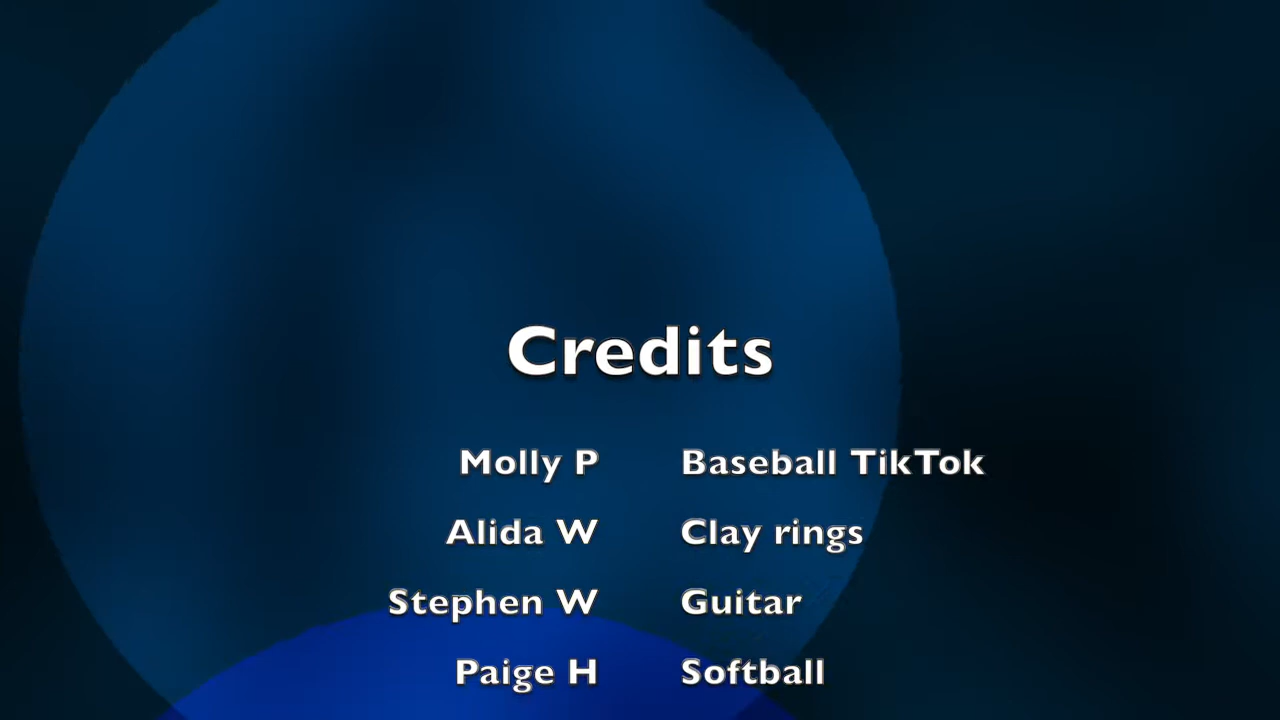 Credits
Molly P Baseball TikTok
Alida W Clay rings
Stephen W Guitar
Paige H Softball